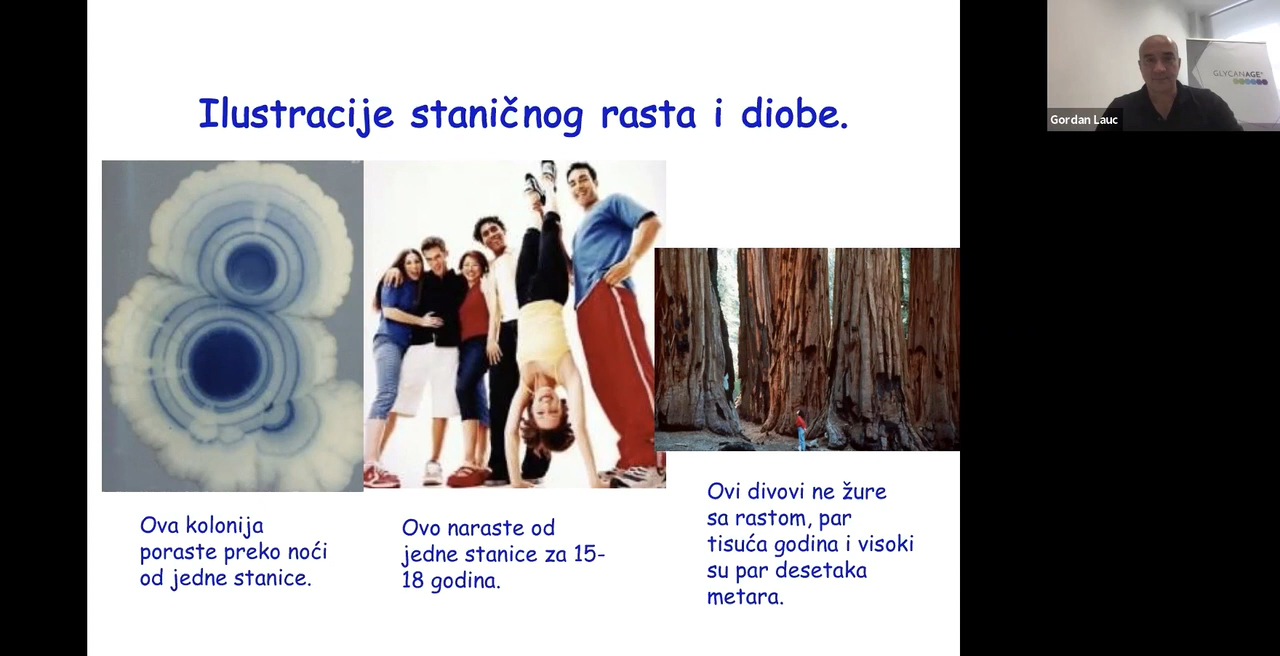 Ilustracije staničnog rasta i diobe.
Ova kolonija
poraste preko noći
od jedne stanice.
Ovo naraste od
jedne stanice za 15-
18 godina.
Ovi divovi ne žure
sa rastom, par
tisuća godina i visoki
su par desetaka
metara.
GLYCANAGE
Gordan Lauc